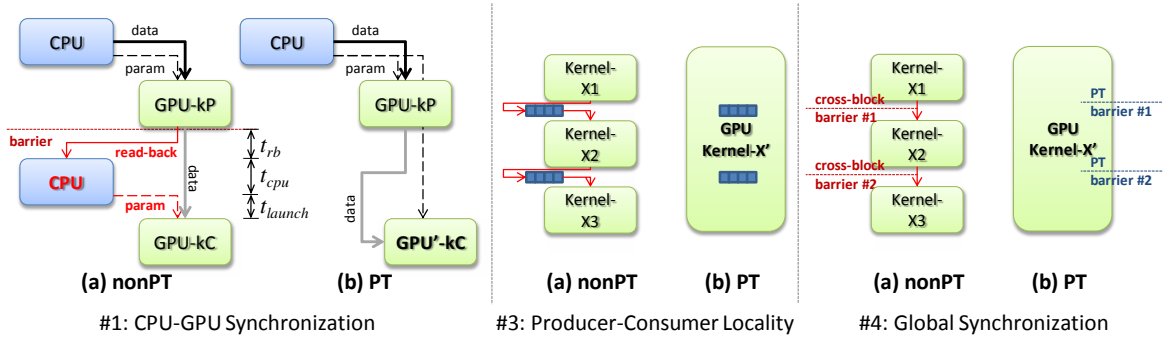 CPU
data
param
GPU-kP
barrier
read-back
CPU
param
data
t_rb
t_cpu
t_launch
GPU-kC
(a) nonPT
CPU
data
param
GPU-kP
data
GPU’-kC
(b) PT
#1: CPU-GPU Synchronization
Kernel-
X1
Kernel-
X2
Kernel-
X3
(a) nonPT
GPU
Kernel-X’
(b) PT
#3: Producer-Consumer Locality
Kernel-
X1
cross-block
barrier #1
Kernel-
X2
cross-block
barrier #2
Kernel-
X3
(a) nonPT
GPU
Kernel-X’
PT
barrier #1
PT
barrier #2
(b) PT
#4: Global Synchronization